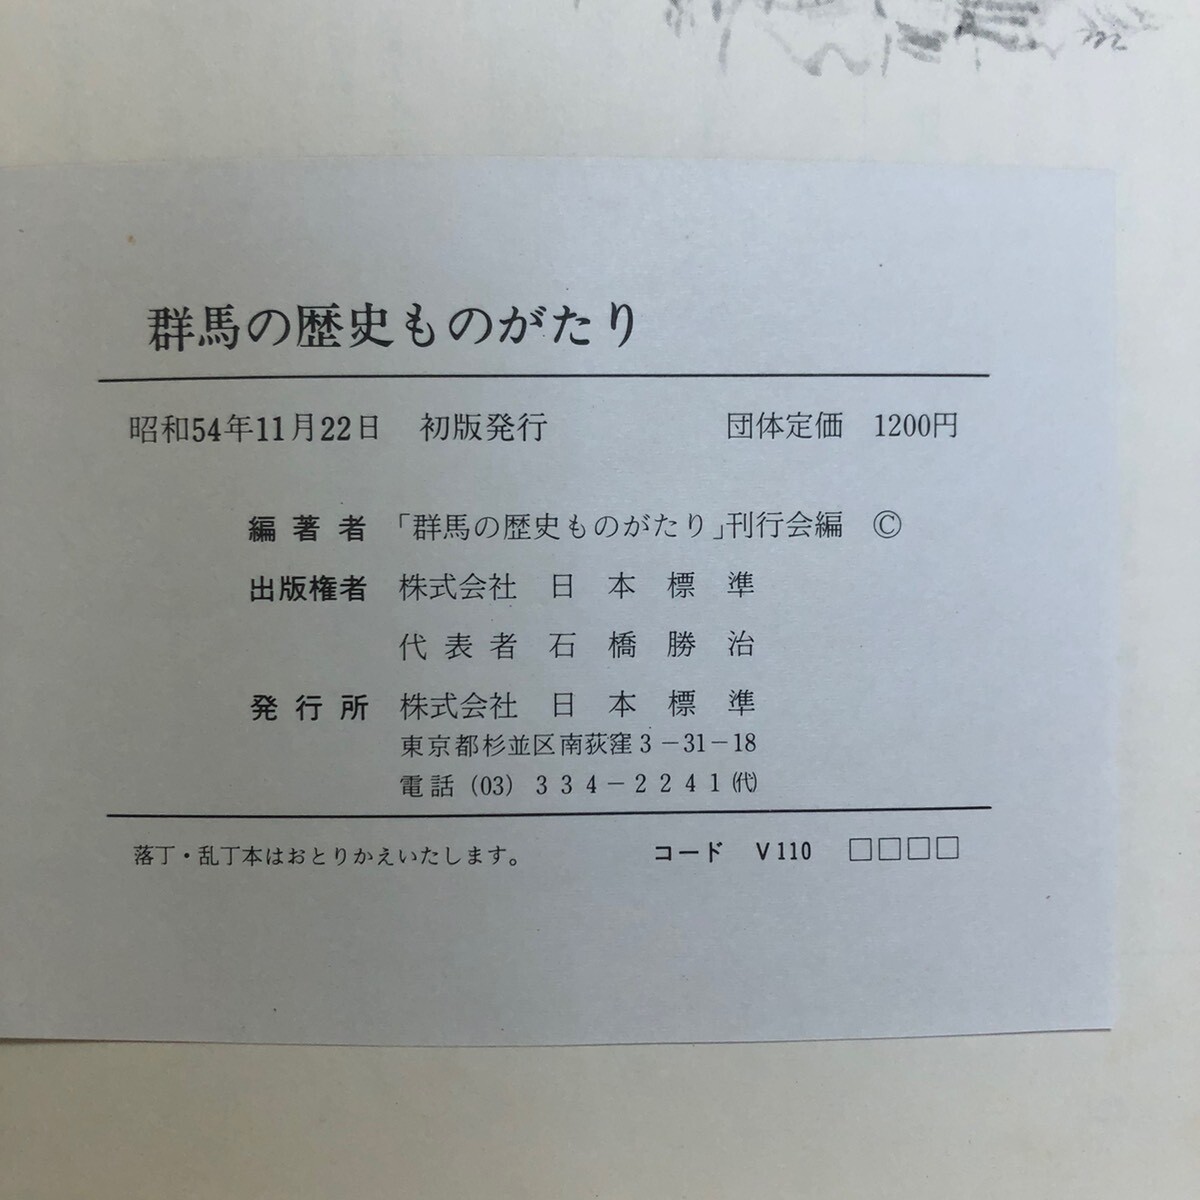 群馬の歴史ものがたり
昭和54年11月22日 初版発行 団体定価 1200円
編著者 「群馬の歴史ものがたり」刊行会編 ©
出版権者 株式会社 日本標準
代表者 石橋勝治
発行所 株式会社 日本標準
東京都杉並区南荻窪3-31-18
電話 (03) 334-2241㈹
落丁・乱丁本はおとりかえいたします。 コード V110 □□□□